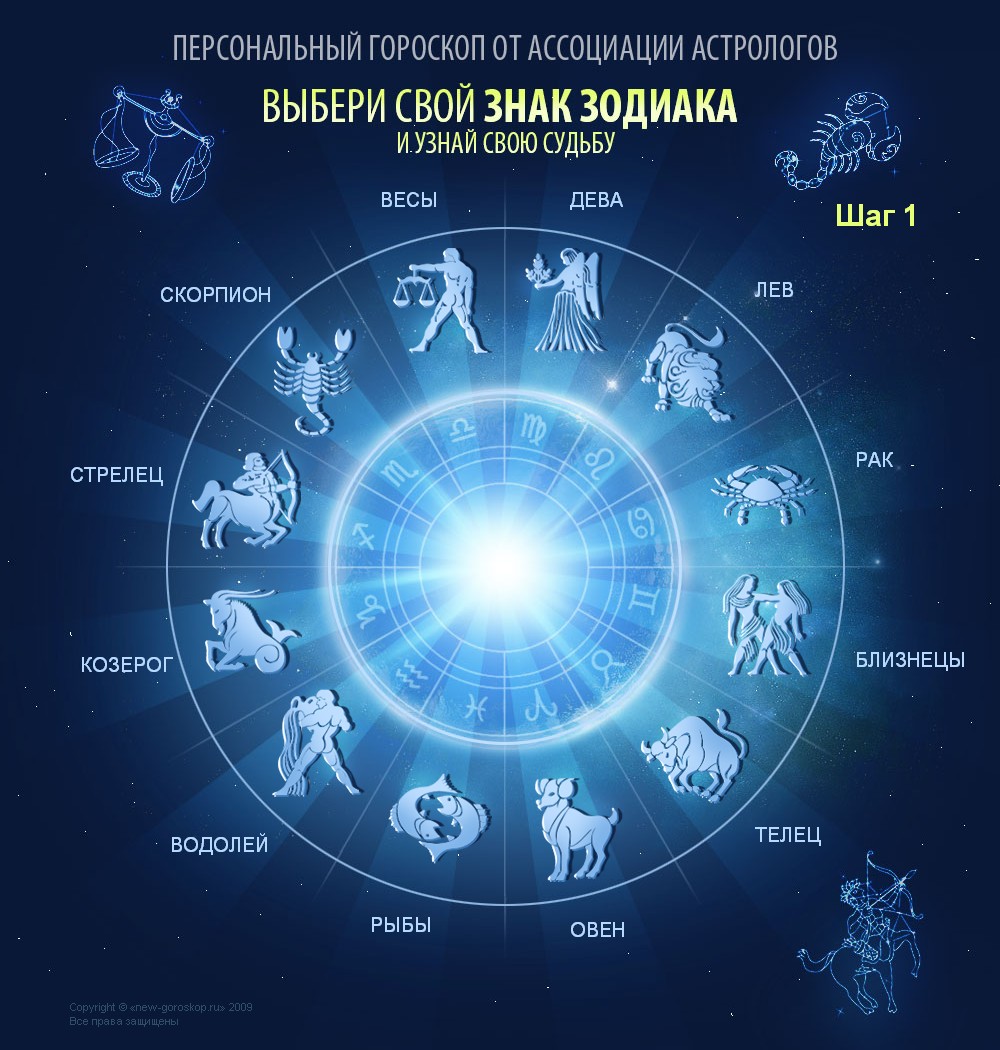 ПЕРСОНАЛЬНЫЙ ГОРОСКОП ОТ АССОЦИАЦИИ АСТРОЛОГОВ
ВЫБЕРИ СВОЙ ЗНАК ЗОДИАКА
И УЗНАЙ СВОЮ СУДЬБУ
ВЕСЫ
ДЕВА
Шаг 1
СКОРПИОН
ЛЕВ
СТРЕЛЕЦ
РАК
КОЗЕРОГ
БЛИЗНЕЦЫ
ВОДОЛЕЙ
ТЕЛЕЦ
РЫБЫ
ОВЕН
Copyright © «new-goroskop.ru» 2009
Все права защищены